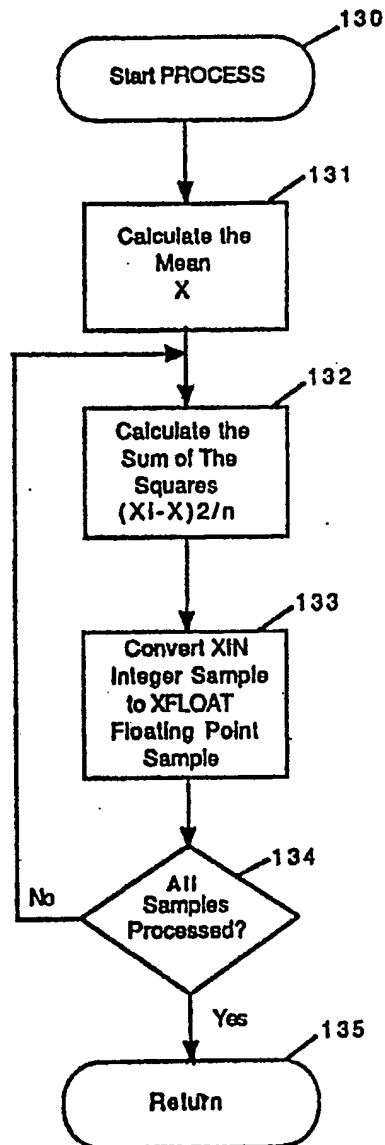 130
Start PROCESS
131
Calculate the
Mean
X
132
Calculate the
Sum of The
Squares
(Xi-X)2/n
133
Convert XIN
Integer Sample
to XFLOAT
Floating Point
Sample
134
All
Samples
Processed?
No
Yes
135
Return